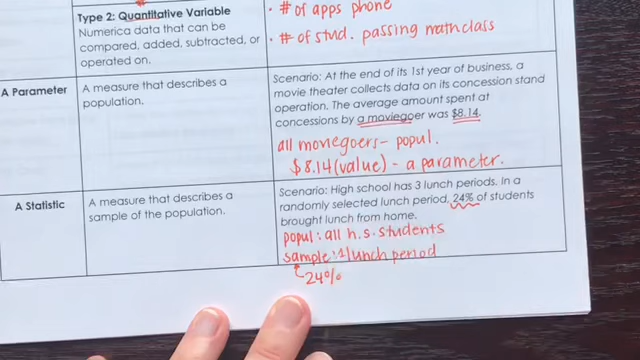 Type 2: Quantitative Variable
Numerica data that can be
compared, added, subtracted, or
operated on.
• # of apps phone
• # of stud. passing math class
A Parameter
A measure that describes a
population.
Scenario: At the end of its 1st year of business, a
movie theater collects data on its concession stand
operation. The average amount spent at
concessions by a moviegoer was $8.14.
all moviegoers – popul.
$8.14 (value) – a parameter.
A Statistic
A measure that describes a
sample of the population.
Scenario: High school has 3 lunch periods. In a
randomly selected lunch period, 24% of students
brought lunch from home.
popul: all h.s. students
sample: 1 lunch period
24%